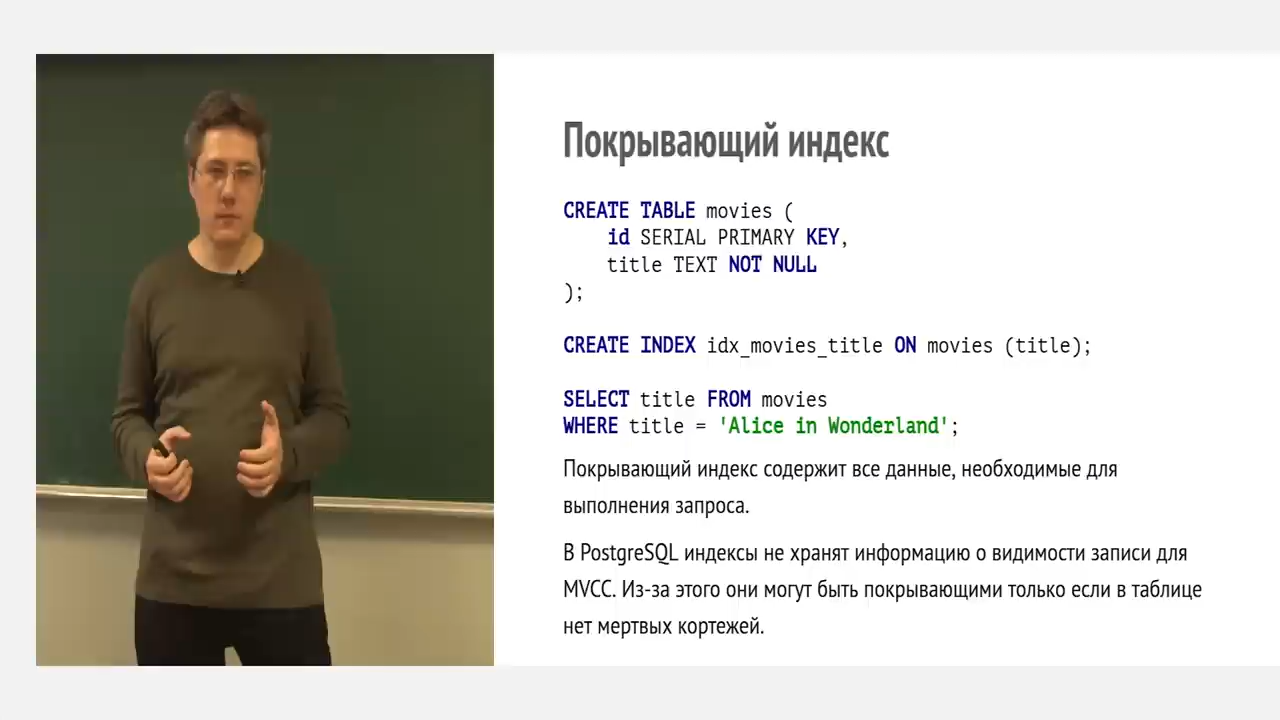 Покрывающий индекс
CREATE TABLE movies (
id SERIAL PRIMARY KEY,
title TEXT NOT NULL
);
CREATE INDEX idx_movies_title ON movies (title);
SELECT title FROM movies
WHERE title = 'Alice in Wonderland';
Покрывающий индекс содержит все данные, необходимые для
выполнения запроса.
В PostgreSQL индексы не хранят информацию о видимости записи для
MVCC. Из-за этого они могут быть покрывающими только если в таблице
нет мертвых кортежей.